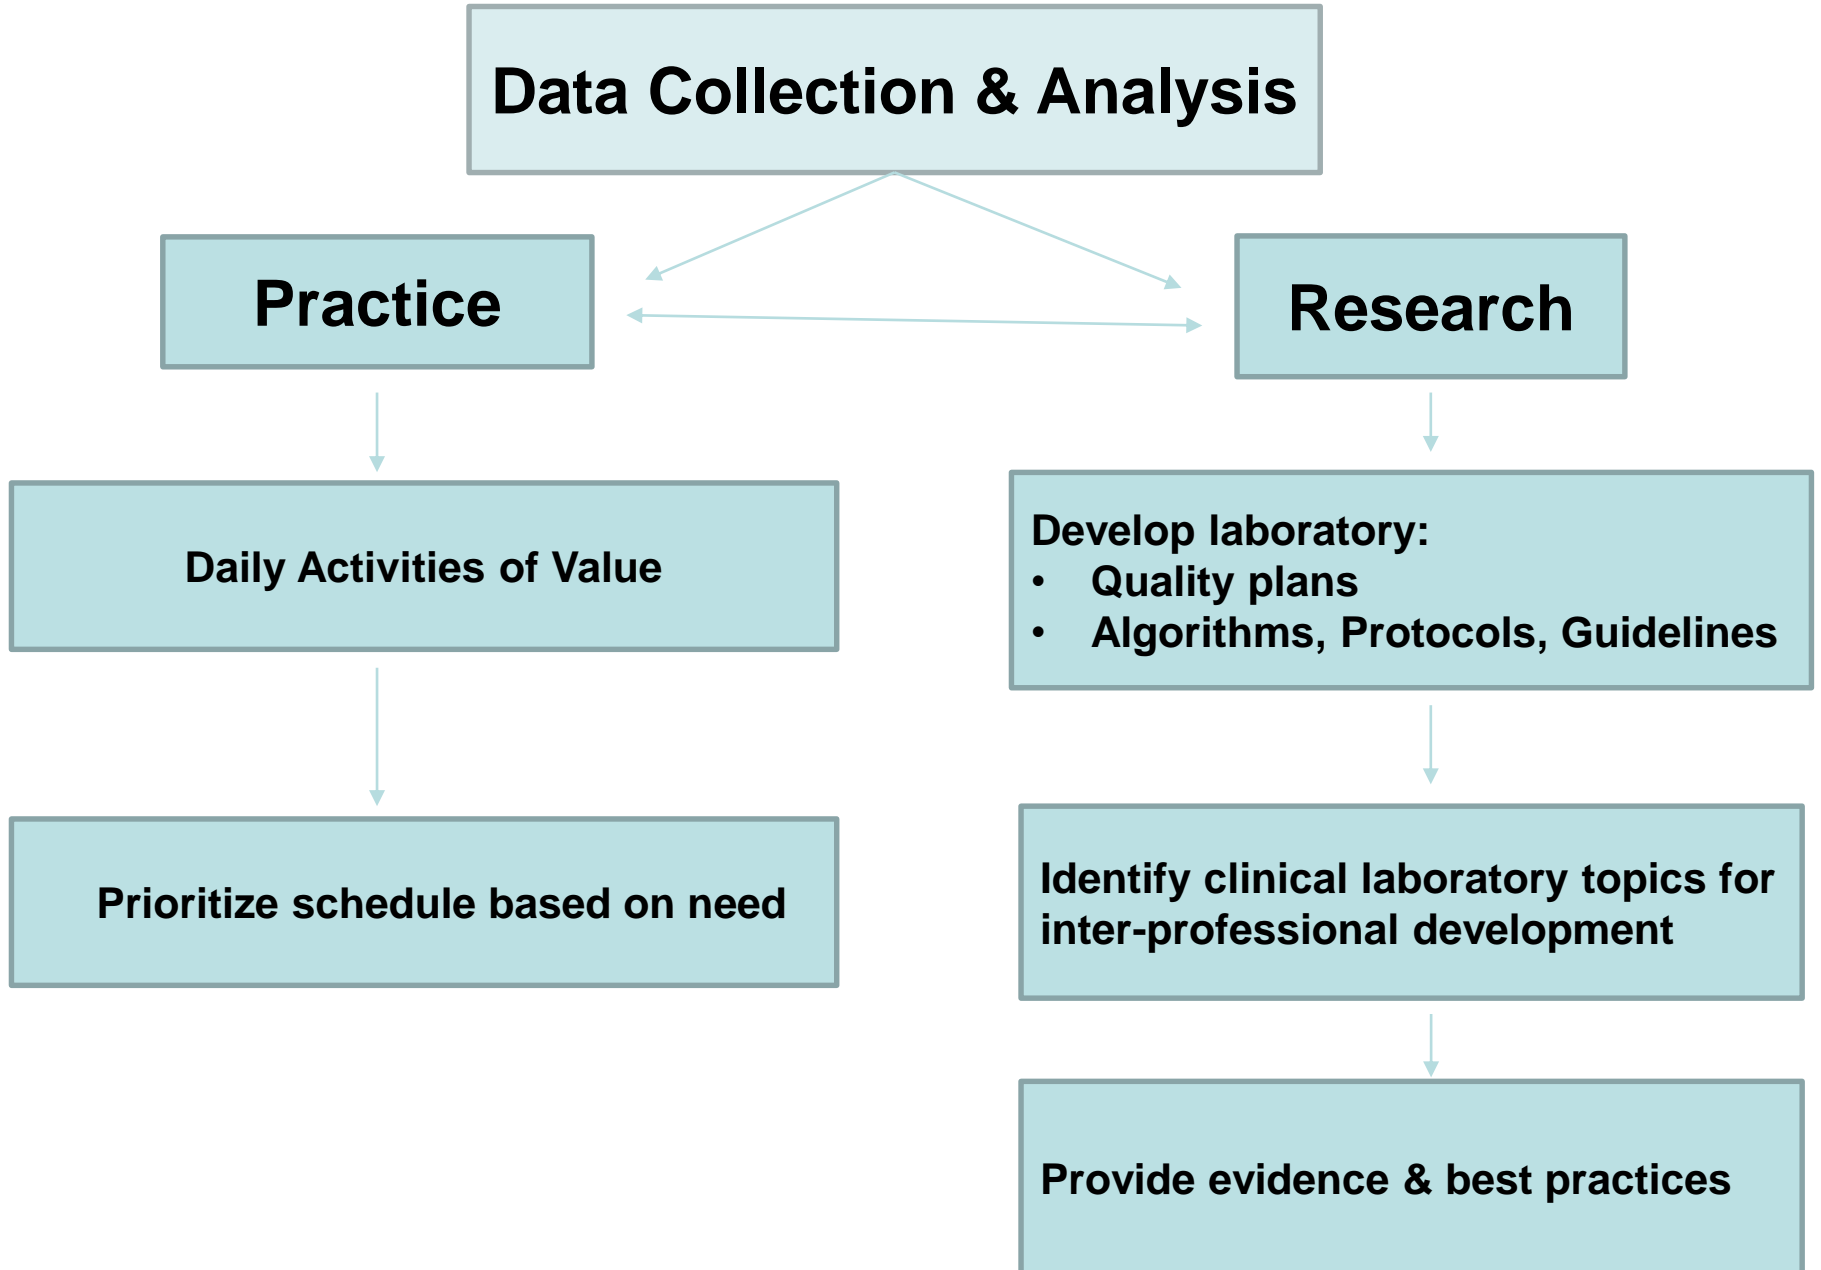 Data Collection & Analysis
Practice
Research
Daily Activities of Value
Prioritize schedule based on need
Develop laboratory:
• Quality plans
• Algorithms, Protocols, Guidelines
Identify clinical laboratory topics for
inter-professional development
Provide evidence & best practices